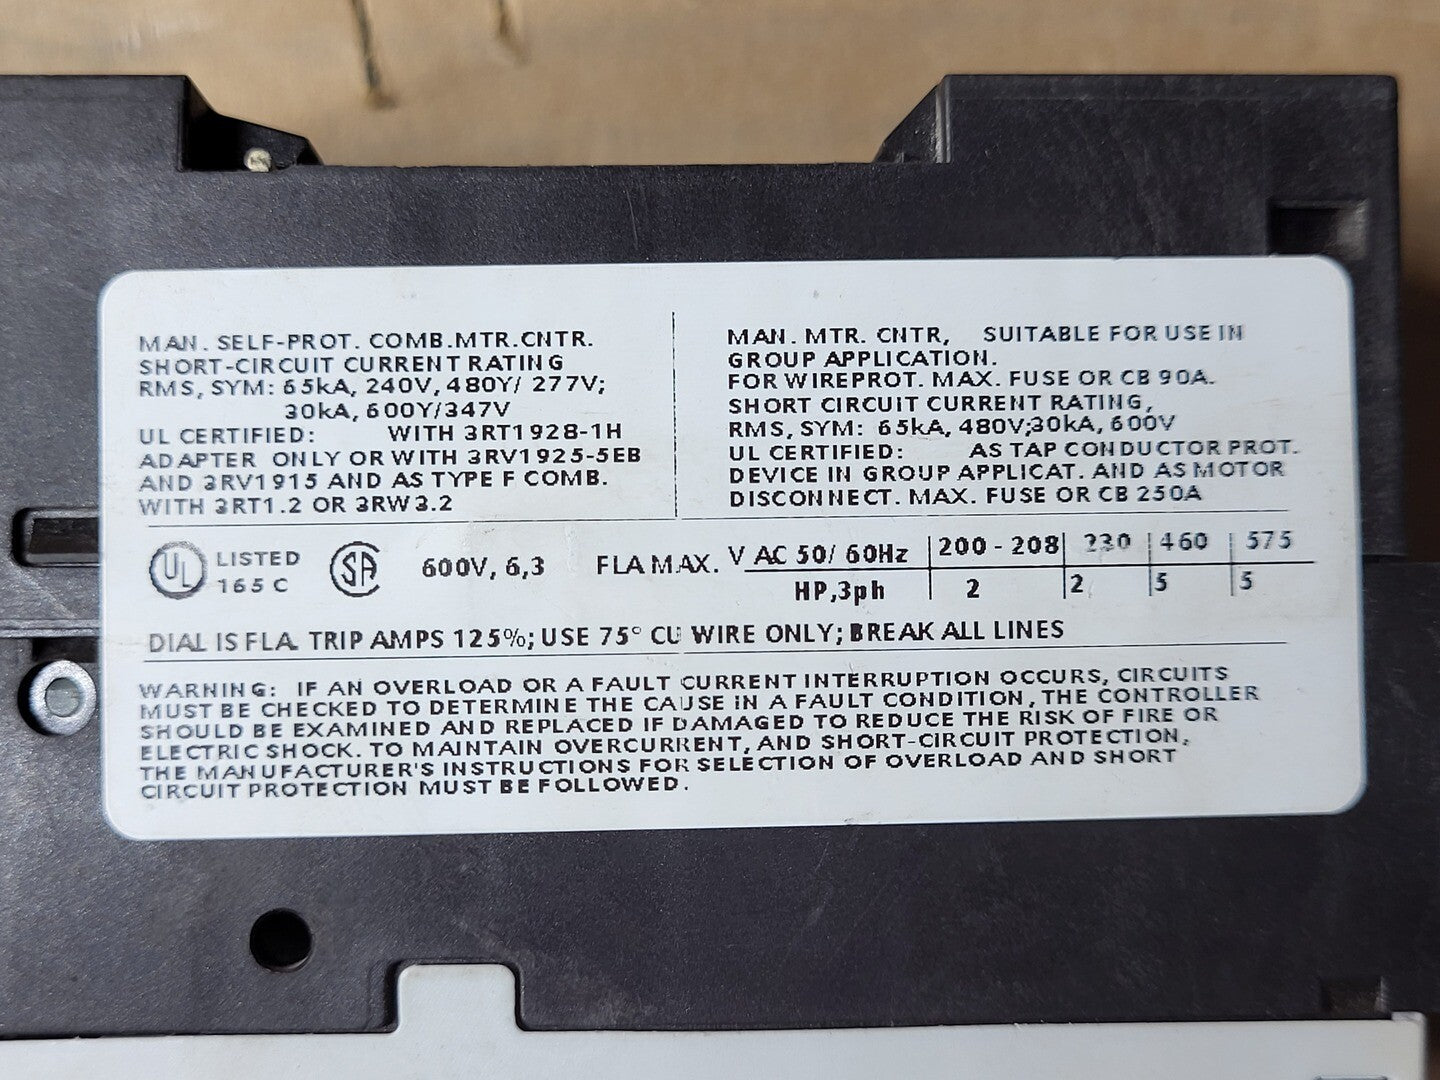 MAN. SELF-PROT. COMB.MTR.CNTR.
SHORT-CIRCUIT CURRENT RATING
RMS, SYM: 65kA, 240V, 480Y/ 277V;
30kA, 600Y/347V
UL CERTIFIED: WITH 3RT1928-1H
ADAPTER ONLY OR WITH 3RV1925-5EB
AND 3RV1915 AND AS TYPE F COMB.
WITH 3RT1.2 OR 3RW3.2
MAN. MTR. CNTR, SUITABLE FOR USE IN
GROUP APPLICATION.
FOR WIREPROT. MAX. FUSE OR CB 90A.
SHORT CIRCUIT CURRENT RATING,
RMS, SYM: 65kA, 480V;30kA, 600V
UL CERTIFIED: AS TAP CONDUCTOR PROT.
DEVICE IN GROUP APPLICAT. AND AS MOTOR
DISCONNECT. MAX. FUSE OR CB 250A
UL LISTED
165 C
SA 600V, 6,3 FLA MAX. V AC 50/ 60Hz 200 - 208 230 460 575
HP,3ph 2 2 5 5
DIAL IS FLA. TRIP AMPS 125%; USE 75° CU WIRE ONLY; BREAK ALL LINES
WARNING: IF AN OVERLOAD OR A FAULT CURRENT INTERRUPTION OCCURS, CIRCUITS
MUST BE CHECKED TO DETERMINE THE CAUSE IN A FAULT CONDITION, THE CONTROLLER
SHOULD BE EXAMINED AND REPLACED IF DAMAGED TO REDUCE THE RISK OF FIRE OR
ELECTRIC SHOCK. TO MAINTAIN OVERCURRENT, AND SHORT-CIRCUIT PROTECTION,
THE MANUFACTURER'S INSTRUCTIONS FOR SELECTION OF OVERLOAD AND SHORT
CIRCUIT PROTECTION MUST BE FOLLOWED.